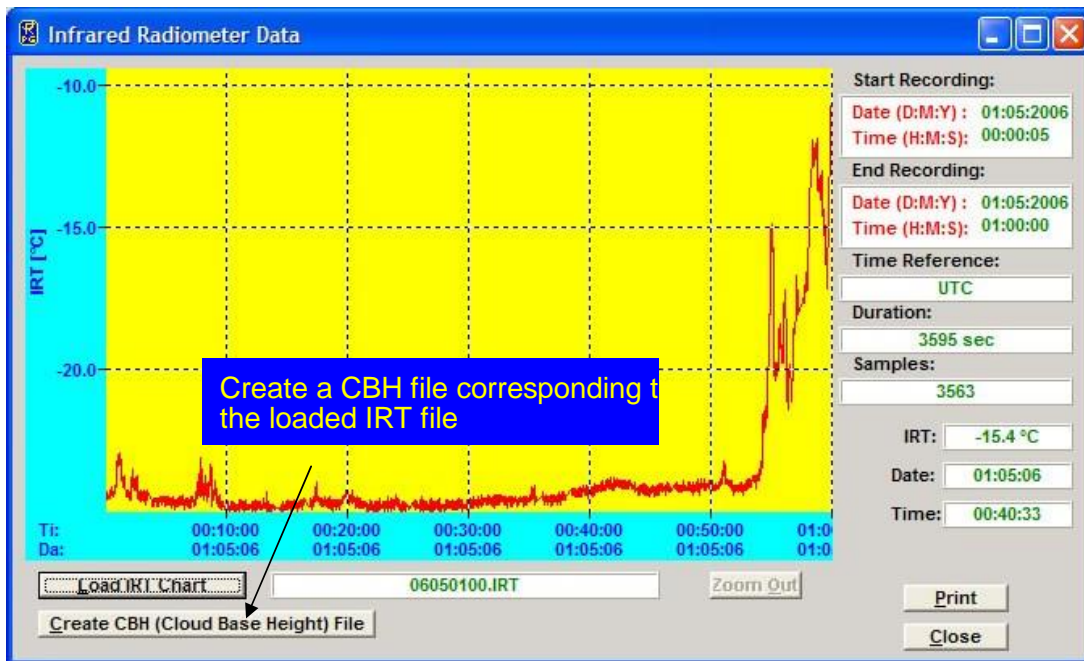 Infrared Radiometer Data
-10.0
-15.0
-20.0
IRT [°C]
Create a CBH file corresponding t
the loaded IRT file
Ti: 00:10:00 00:20:00 00:30:00 00:40:00 00:50:00 01:0
Da: 01:05:06 01:05:06 01:05:06 01:05:06 01:05:06 01:0
Start Recording:
Date (D:M:Y) : 01:05:2006
Time (H:M:S): 00:00:05
End Recording:
Date (D:M:Y) : 01:05:2006
Time (H:M:S): 01:00:00
Time Reference:
UTC
Duration:
3595 sec
Samples:
3563
IRT: -15.4 °C
Date: 01:05:06
Time: 00:40:33
Load IRT Chart 06050100.IRT Zoom Out
Create CBH (Cloud Base Height) File
Print
Close